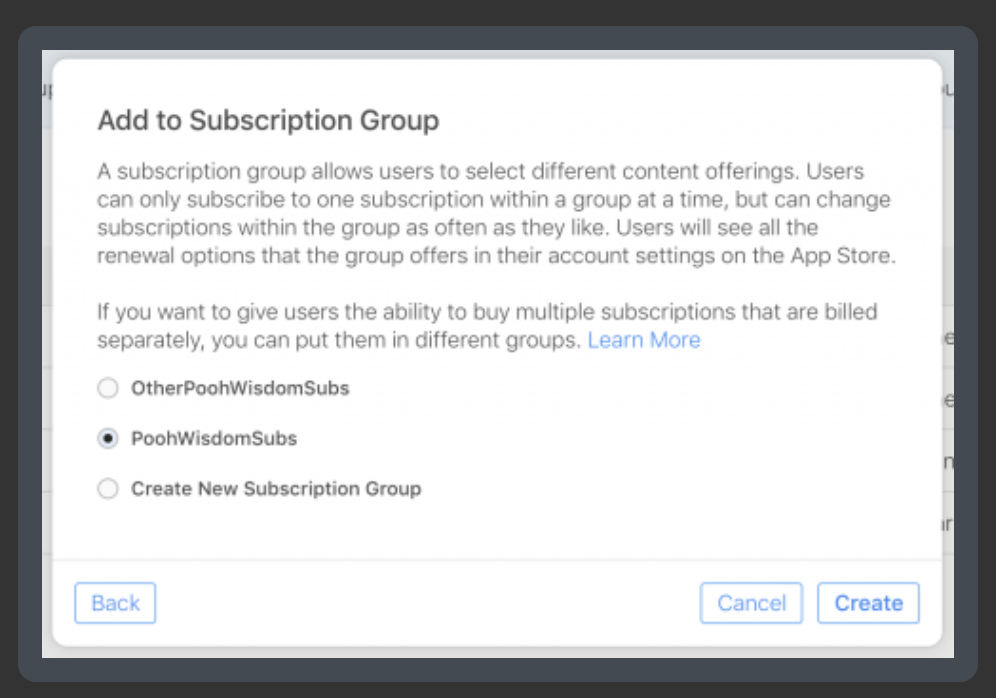 Add to Subscription Group
A subscription group allows users to select different content offerings. Users
can only subscribe to one subscription within a group at a time, but can change
subscriptions within the group as often as they like. Users will see all the
renewal options that the group offers in their account settings on the App Store.
If you want to give users the ability to buy multiple subscriptions that are billed
separately, you can put them in different groups. Learn More
OtherPoohWisdomSubs
PoohWisdomSubs
Create New Subscription Group
Back
Cancel
Create